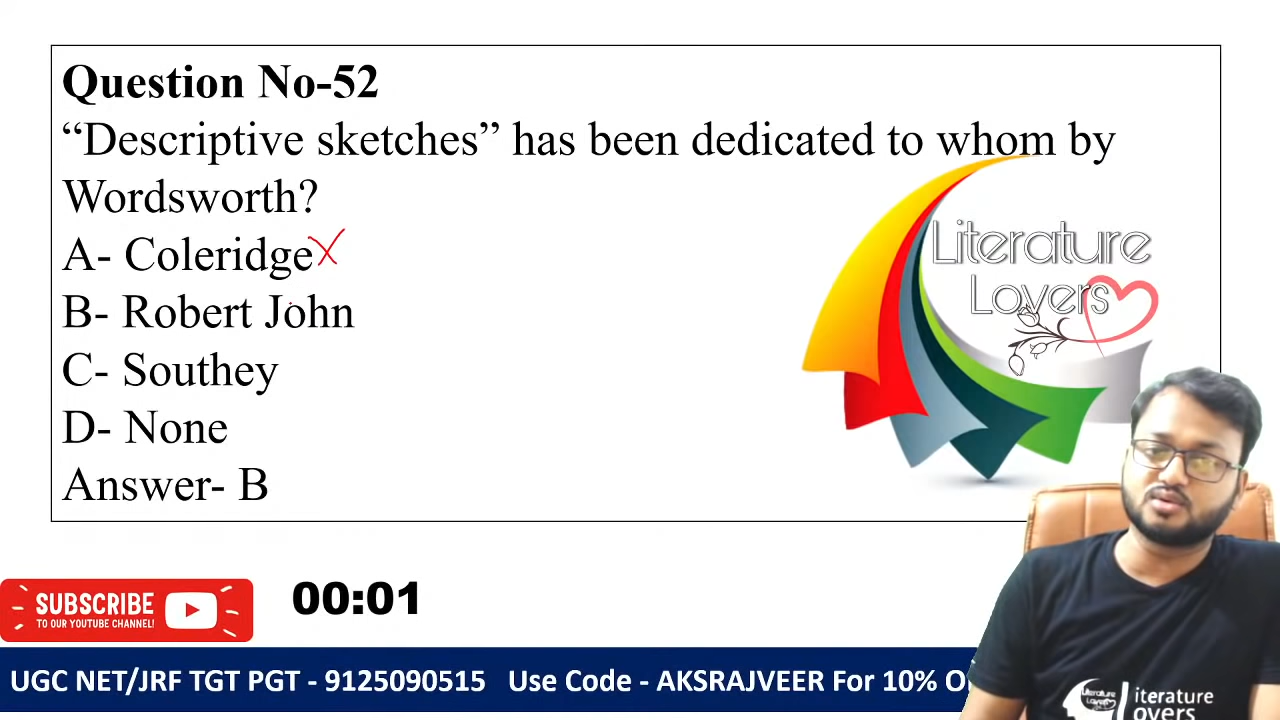 Question No-52
“Descriptive sketches” has been dedicated to whom by
Wordsworth?
A- Coleridge
B- Robert John
C- Southey
D- None
Answer- B
Literature
Lovers
SUBSCRIBE
TO OUR YOUTUBE CHANNEL!
00:01
UGC NET/JRF TGT PGT - 9125090515 Use Code - AKSRAJVEER For 10% O
Literature
Lovers
iterature
overs